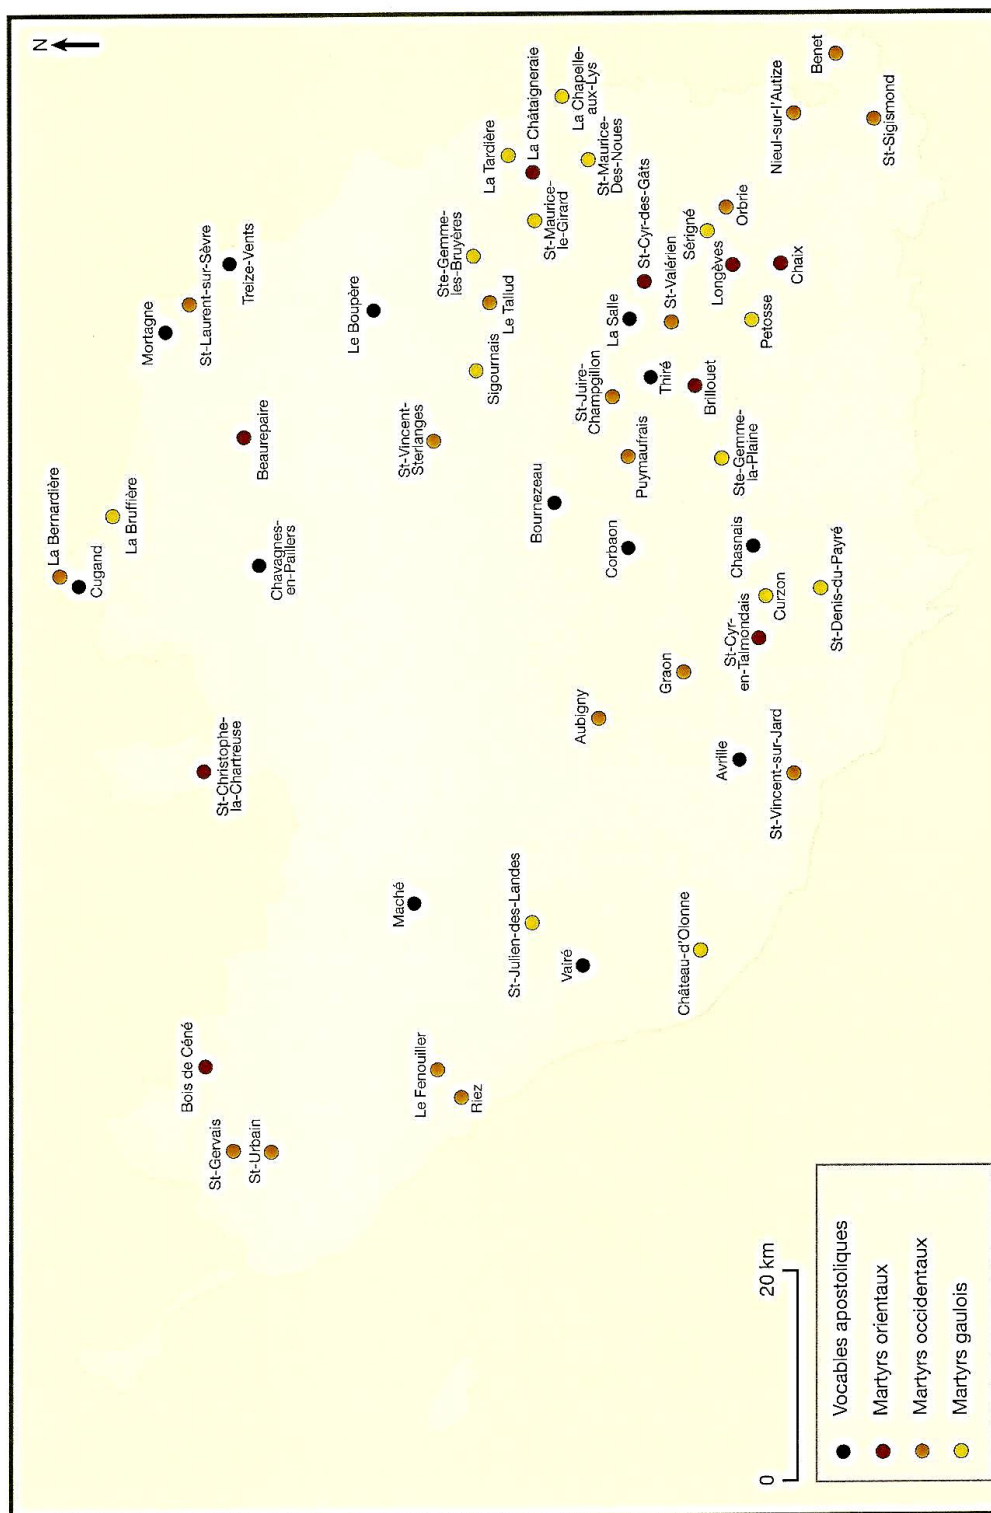 N
La Bernardière
Cugand
La Bruffière
Mortagne
St-Laurent-sur-Sèvre
Treize-Vents
Beaurepaire
Chavagnes-
en-Paillers
St-Christophe-
la-Chartreuse
Bois de Céné
St-Gervais
St-Urbain
Le Boupère
Maché
St-Vincent-
Sterlanges
Le Fenouiller
Riez
Ste-Gemme-
les-Bruyères
Sigournais
Le Tallud
La Tardière
La Châtaigneraie
St-Maurice-
le-Girard
La Chapelle-
aux-Lys
St-Maurice-
Des-Noues
St-Julien-des-Landes
Vairé
Bournezeau
Aubigny
St-Juire-
Champgillon
Puymaufrais
Corbaon
La Salle
St-Cyr-des-Gâts
Thiré
St-Valérien
Brillouet
Graon
Château-d'Olonne
Sérigné
Orbrie
Longèves
Ste-Gemme-
la-Plaine
Petosse
Chaix
Chasnais
Avrille
St-Cyr-
en-Talmondais
Curzon
St-Vincent-sur-Jard
St-Denis-du-Payré
Nieul-sur-l'Autize
Benet
St-Sigismond
0 20 km
Vocables apostoliques
Martyrs orientaux
Martyrs occidentaux
Martyrs gaulois